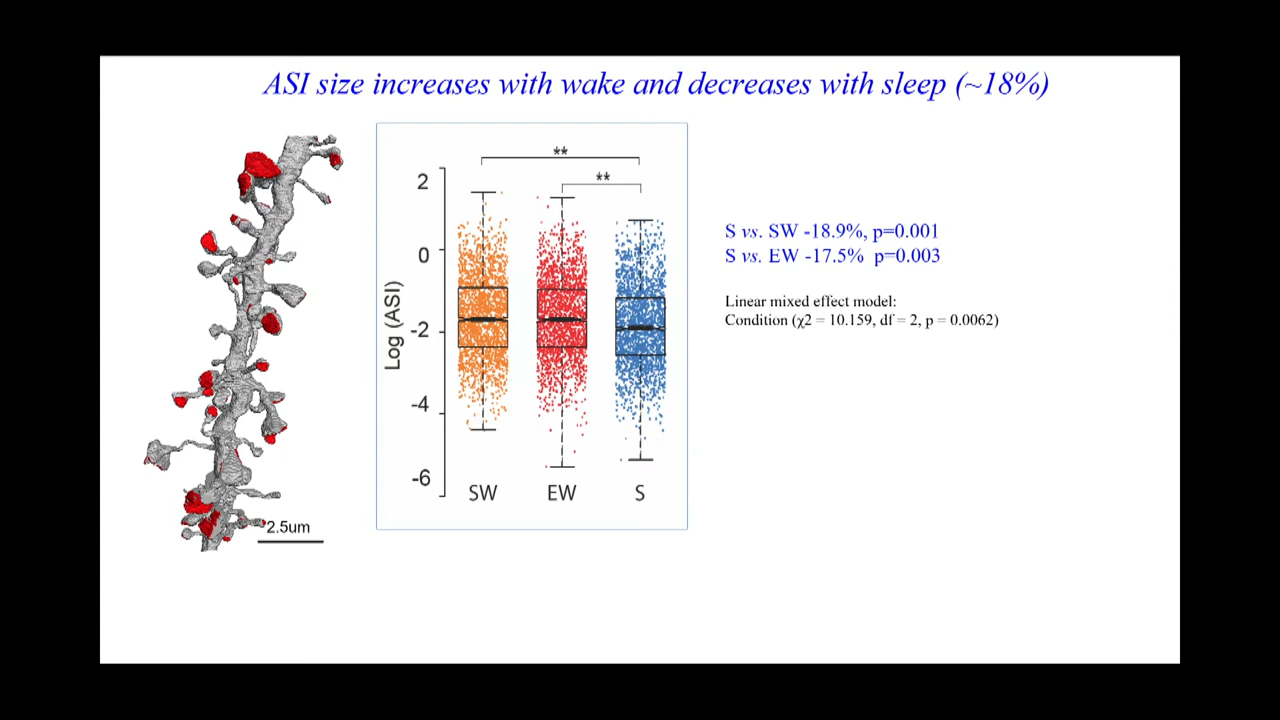 ASI size increases with wake and decreases with sleep (~18%)
2.5um
**
**
2
0
-2
-4
-6
Log (ASI)
SW EW S
S vs. SW -18.9%, p=0.001
S vs. EW -17.5% p=0.003
Linear mixed effect model:
Condition (χ2 = 10.159, df = 2, p = 0.0062)